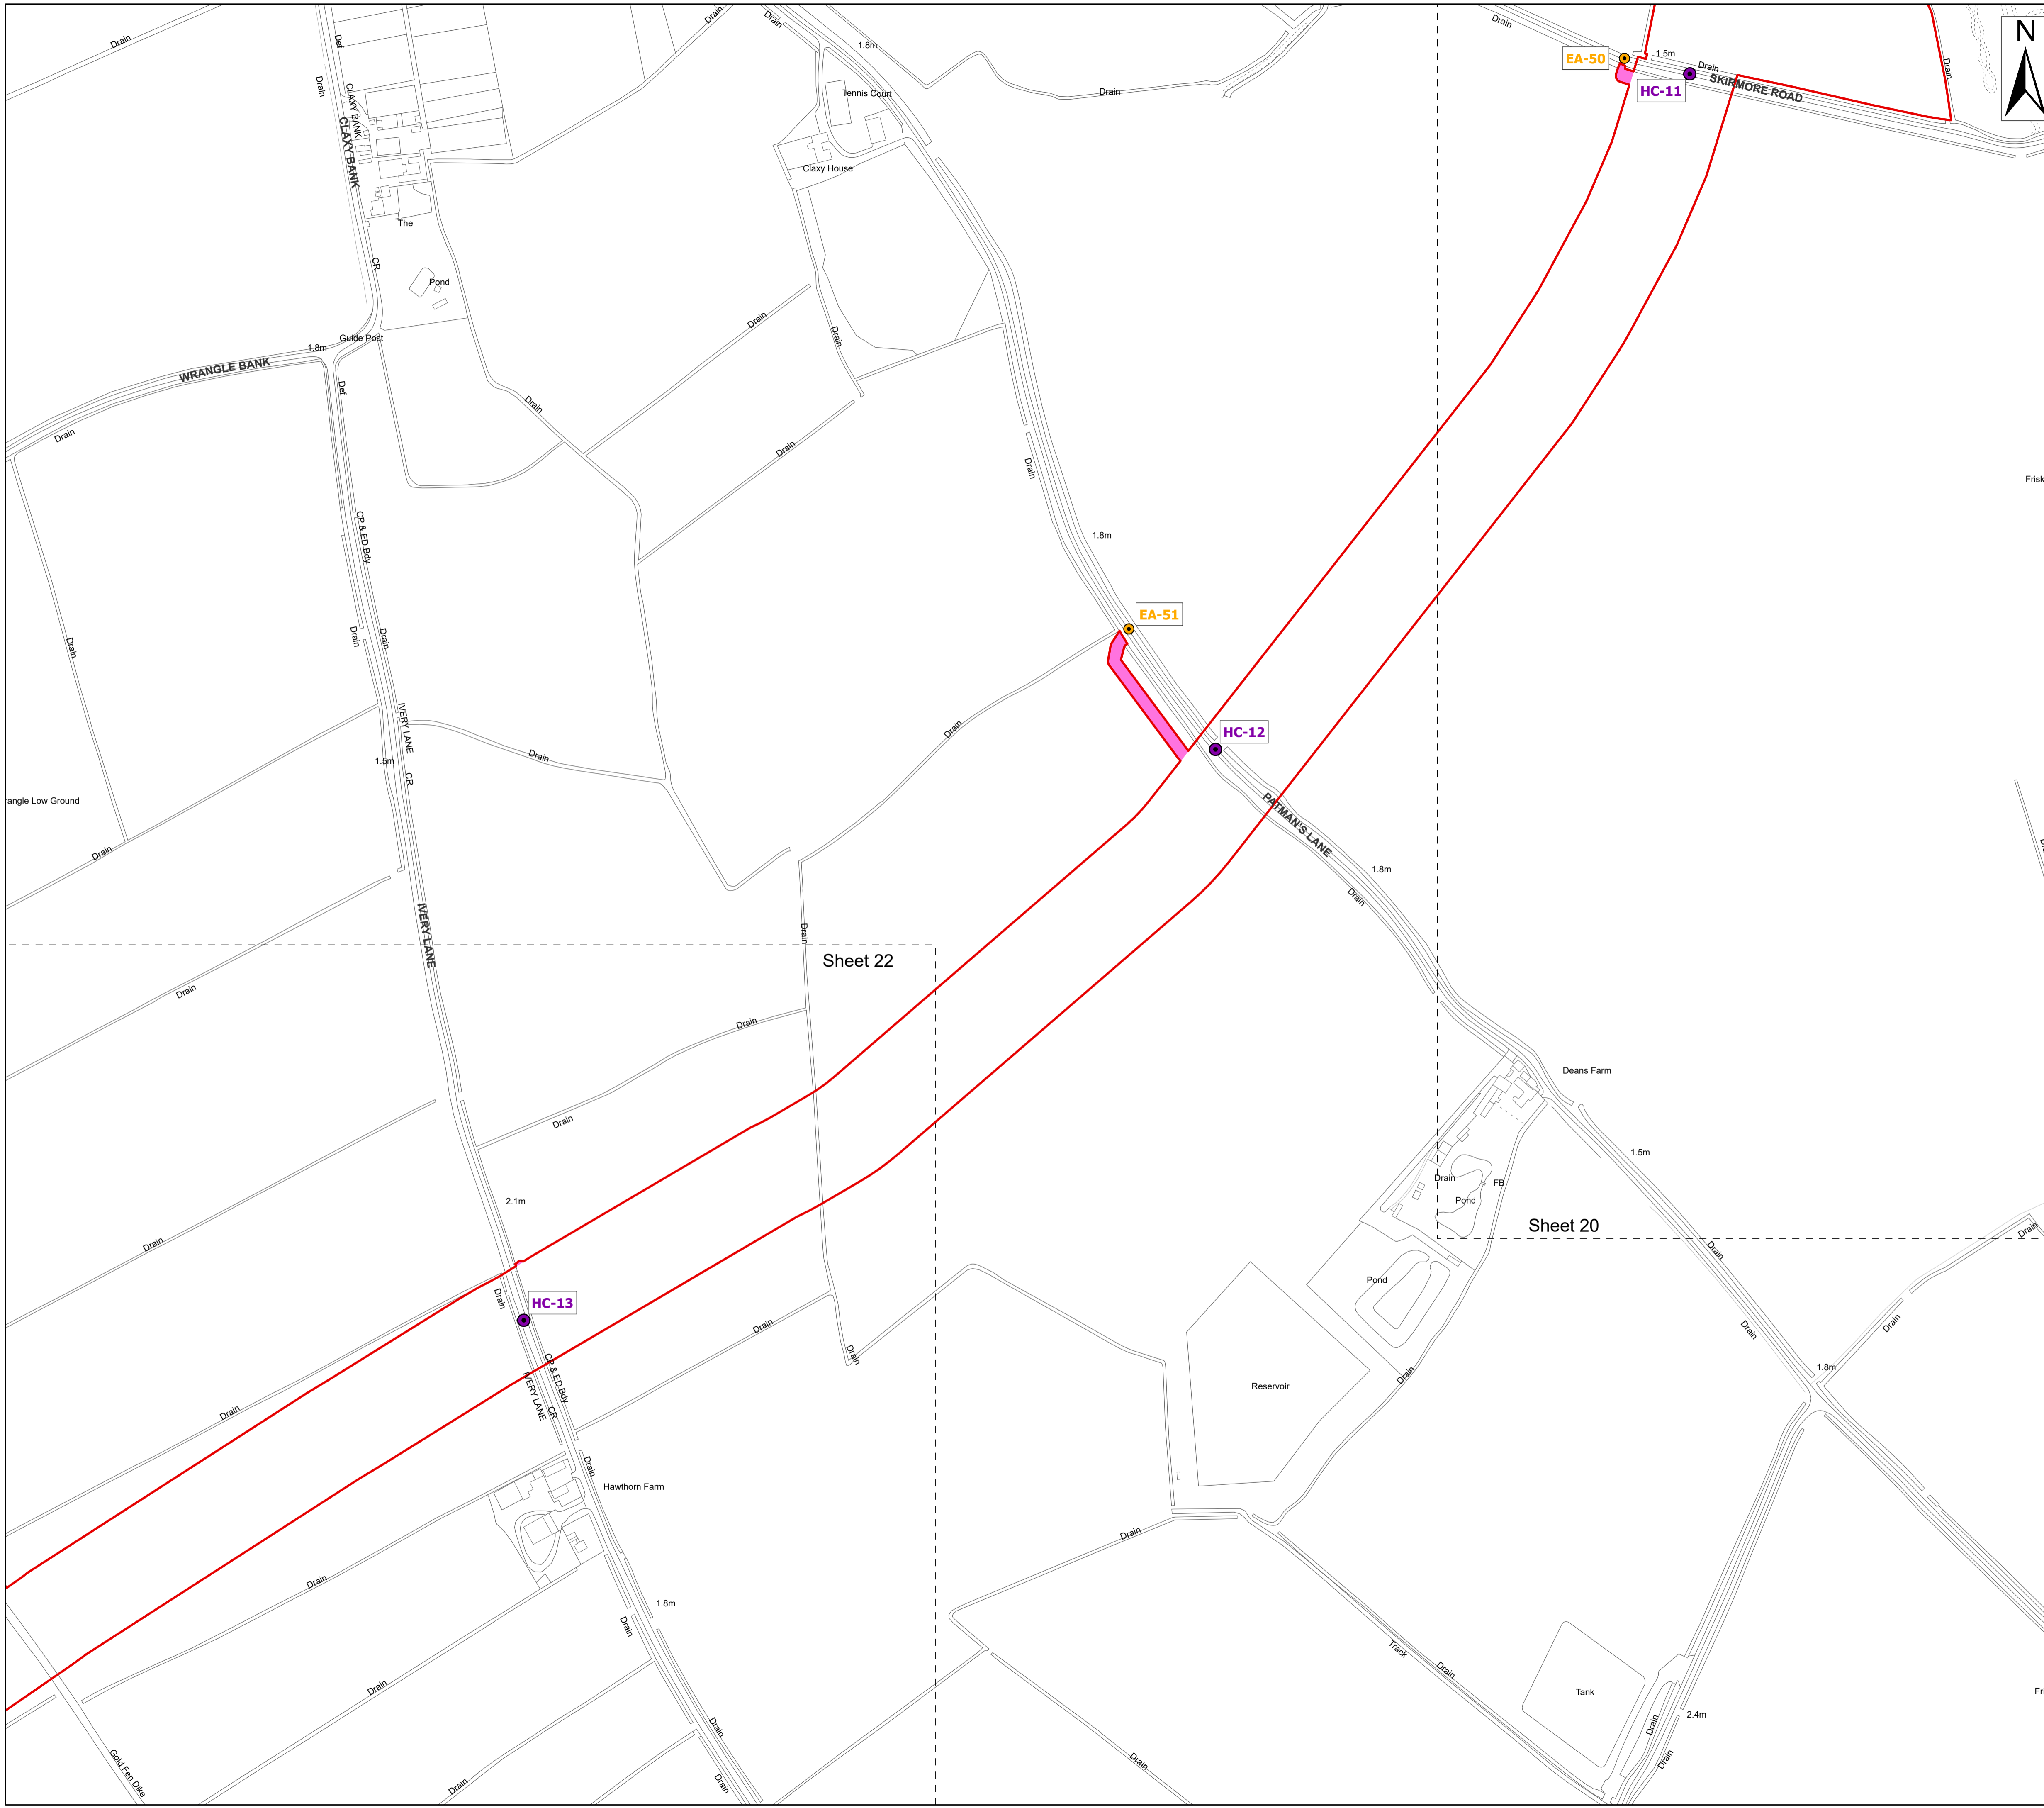 Drain
Def
Drain
CLAXY BANK
CLAXY BANK
The
CR
Pond
Guide Post
1.8m
WRANGLE BANK
Def
Drain
Drain
Drain
1.8m
Tennis Court
Claxy House
Drain
Drain
Drain
Drain
Drain
Drain
Drain
EA-50
1.5m
Drain
HC-11
SKIRMORE ROAD
Drain
N
Frisk
CP & ED Bdy
Drain
Drain
Drain
IVERY LANE
CR
1.5m
Drain
rangle Low Ground
Drain
IVERY LANE
Drain
1.8m
EA-51
HC-12
Drain
PATMAN'S LANE
1.8m
Drain
Drain
Sheet 22
Drain
Drain
2.1m
Drain
Drain
HC-13
CP & ED Bdy
IVERY LANE
CR
Drain
Drain
Drain
Drain
Hawthorn Farm
Drain
1.8m
Drain
Drain
Gold Fen Dike
Drain
Drain
Drain
Deans Farm
1.5m
Drain
FB
Pond
Sheet 20
Drain
Drain
Pond
Reservoir
Drain
Drain
Drain
1.8m
Drain
Track
Drain
Tank
Fri
2.4m
Drain
Drain
Drain